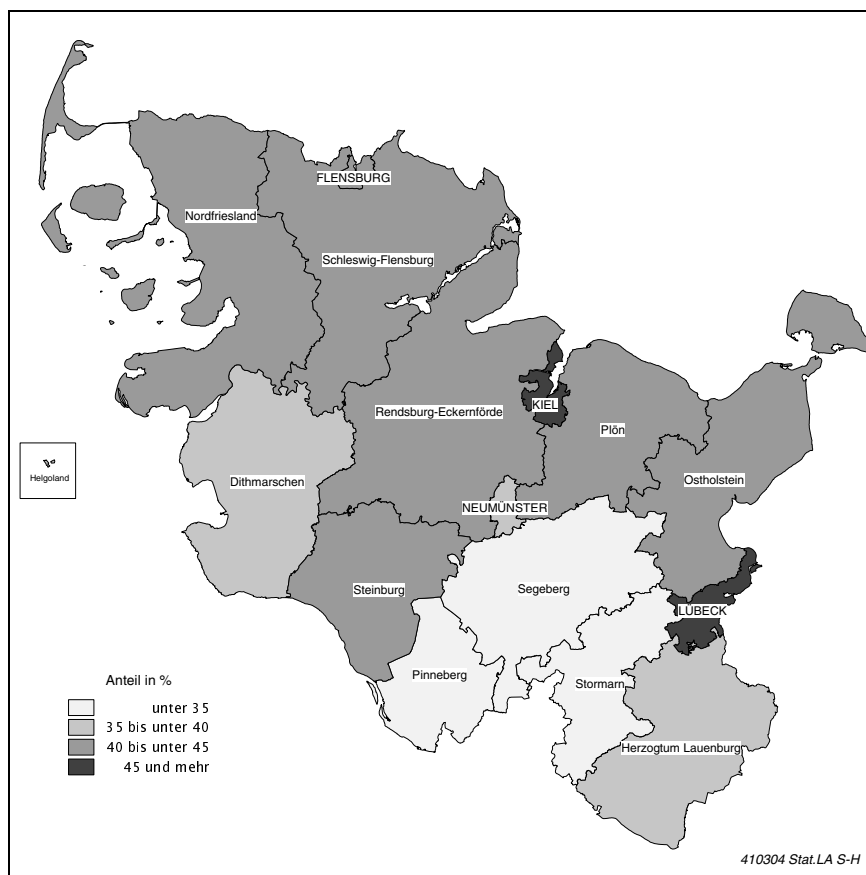 FLENSBURG
Nordfriesland
Schleswig-Flensburg
Rendsburg-Eckernförde
KIEL
Plön
Helgoland
Dithmarschen
Ostholstein
NEUMÜNSTER
Steinburg
Segeberg
LÜBECK
Pinneberg
Stormarn
Herzogtum Lauenburg
Anteil in %
unter 35
35 bis unter 40
40 bis unter 45
45 und mehr
410304 Stat.LA S-H